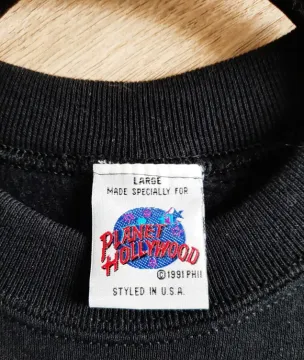 LARGE
MADE SPECIALLY FOR
PLANET
HOLLYWOOD
©1991 PHII
STYLED IN U.S.A.